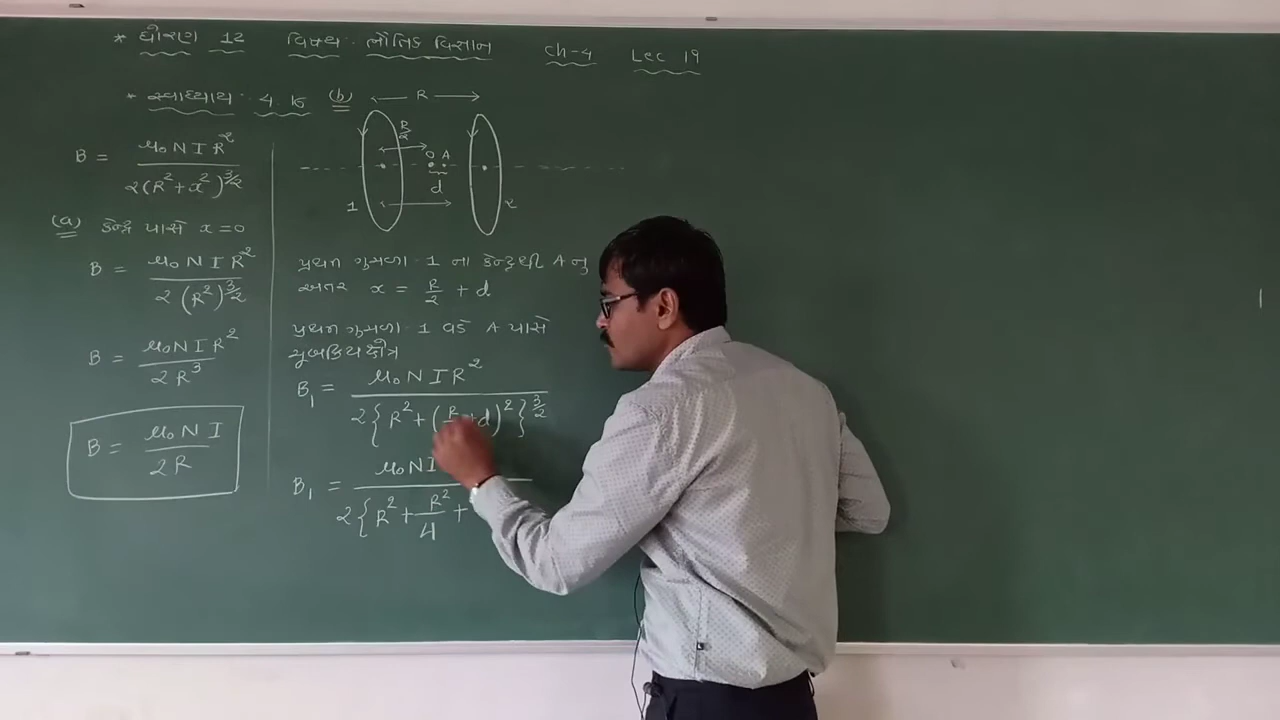 * ધોરણ 12 વિષય : ભૌતિક વિજ્ઞાન Ch-4 Lec 19
* સ્વાધ્યાય : 4.16 (b)
B = μ₀NIR² / 2(R²+x²)^3/2
(a) કેન્દ્ર પાસે x=0
B = μ₀NIR² / 2(R²)^3/2
B = μ₀NIR² / 2R³
B = μ₀NI / 2R
R
R/2
O A
d
1 2
પ્રથમ ગૂંચળા-1 ના કેન્દ્રથી A નુ
અંતર x = R/2 + d
પ્રથમ ગૂંચળા-1 વડે A પાસે
ચુંબકીય ક્ષેત્ર
B₁ = μ₀NIR² / 2{R²+(R/ +d)²}^3/2
B₁ = μ₀NI / 2{R² + R²/4 +